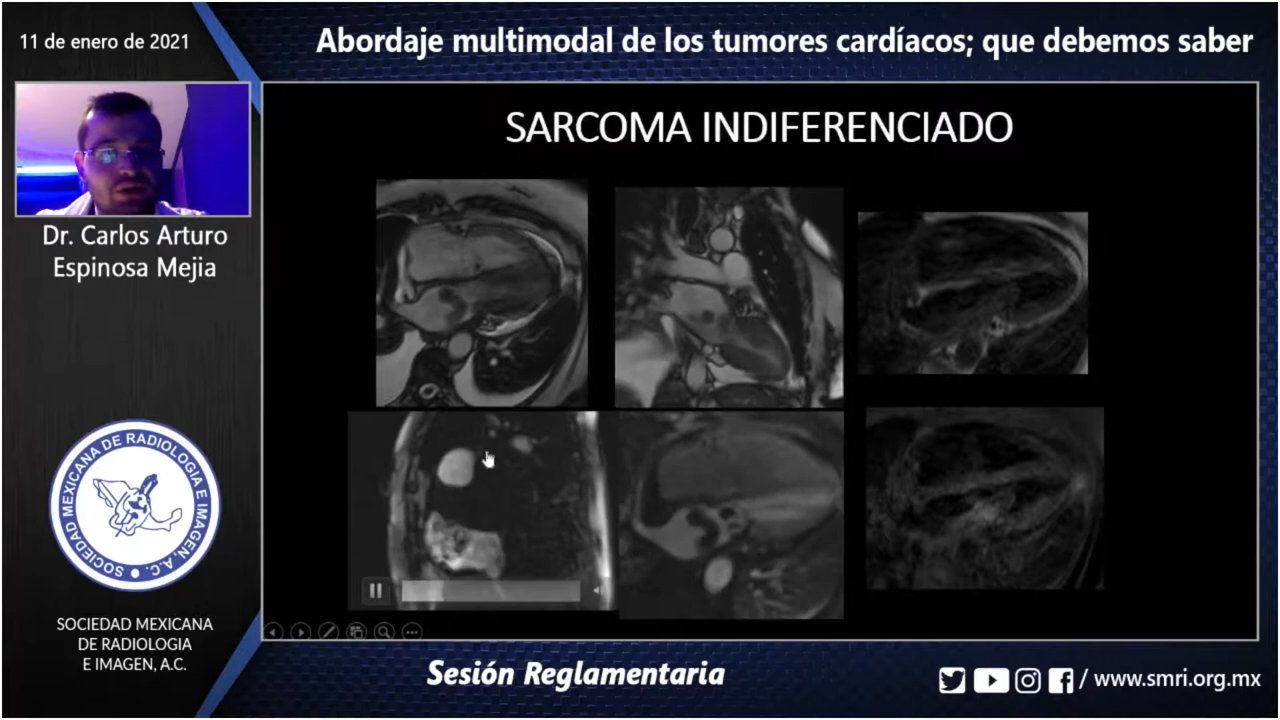 11 de enero de 2021
Abordaje multimodal de los tumores cardíacos; que debemos saber
SARCOMA INDIFERENCIADO
Dr. Carlos Arturo
Espinosa Mejia
SOCIEDAD MEXICANA DE RADIOLOGIA E IMAGEN, A.C.
SOCIEDAD MEXICANA
DE RADIOLOGIA
E IMAGEN, A.C.
Sesión Reglamentaria
/ www.smri.org.mx